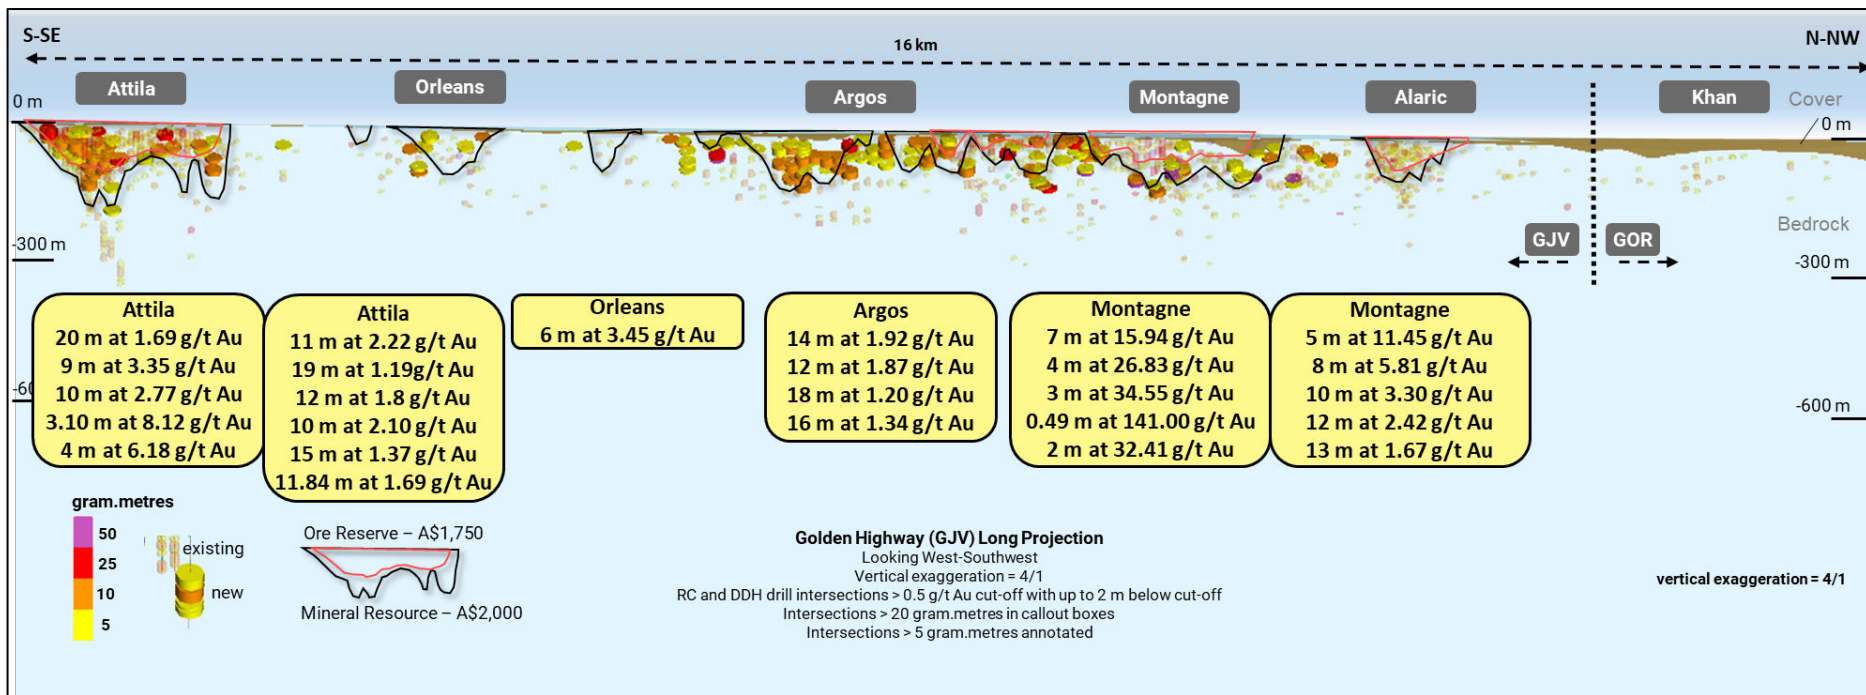 S-SE
16 km
N-NW
Attila
Orleans
Argos
Montagne
Alaric
Khan
Cover
0 m
0 m
Bedrock
GJV
GOR
-300 m
-300 m
Attila
20 m at 1.69 g/t Au
9 m at 3.35 g/t Au
10 m at 2.77 g/t Au
3.10 m at 8.12 g/t Au
4 m at 6.18 g/t Au
Attila
11 m at 2.22 g/t Au
19 m at 1.19g/t Au
12 m at 1.8 g/t Au
10 m at 2.10 g/t Au
15 m at 1.37 g/t Au
11.84 m at 1.69 g/t Au
Orleans
6 m at 3.45 g/t Au
Argos
14 m at 1.92 g/t Au
12 m at 1.87 g/t Au
18 m at 1.20 g/t Au
16 m at 1.34 g/t Au
Montagne
7 m at 15.94 g/t Au
4 m at 26.83 g/t Au
3 m at 34.55 g/t Au
0.49 m at 141.00 g/t Au
2 m at 32.41 g/t Au
Montagne
5 m at 11.45 g/t Au
8 m at 5.81 g/t Au
10 m at 3.30 g/t Au
12 m at 2.42 g/t Au
13 m at 1.67 g/t Au
-600 m
gram.metres
50
25
10
5
existing
new
Ore Reserve – A$1,750
Mineral Resource – A$2,000
Golden Highway (GJV) Long Projection
Looking West-Southwest
Vertical exaggeration = 4/1
RC and DDH drill intersections > 0.5 g/t Au cut-off with up to 2 m below cut-off
Intersections > 20 gram.metres in callout boxes
Intersections > 5 gram.metres annotated
vertical exaggeration = 4/1